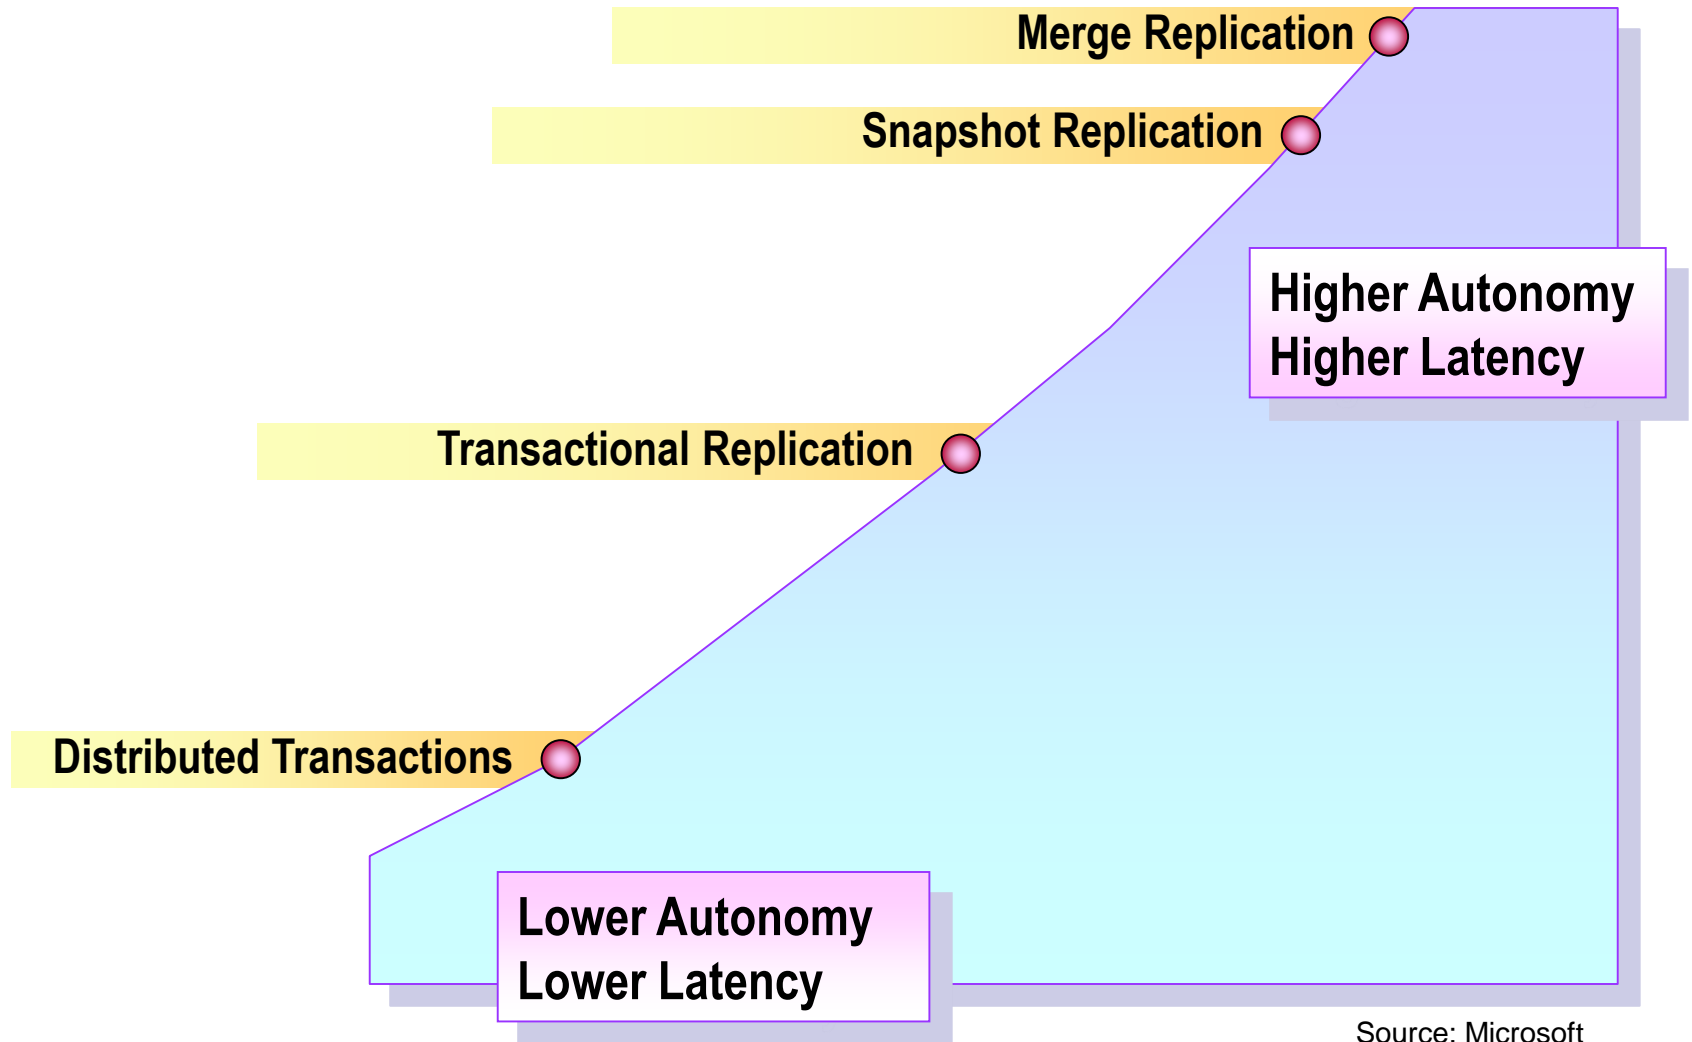 Merge Replication
Snapshot Replication
Higher Autonomy
Higher Latency
Transactional Replication
Distributed Transactions
Lower Autonomy
Lower Latency
Source: Microsoft